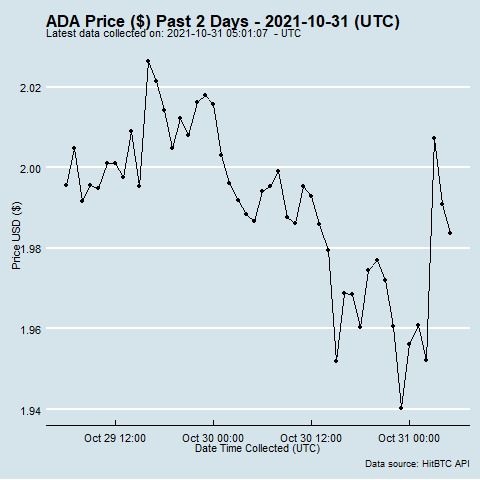 ADA Price ($) Past 2 Days - 2021-10-31 (UTC)
Latest data collected on: 2021-10-31 05:01:07  - UTC
2.02
2.00
1.98
1.96
1.94
Price USD ($)
Oct 29 12:00
Oct 30 00:00
Oct 30 12:00
Oct 31 00:00
Date Time Collected (UTC)
Data source: HitBTC API